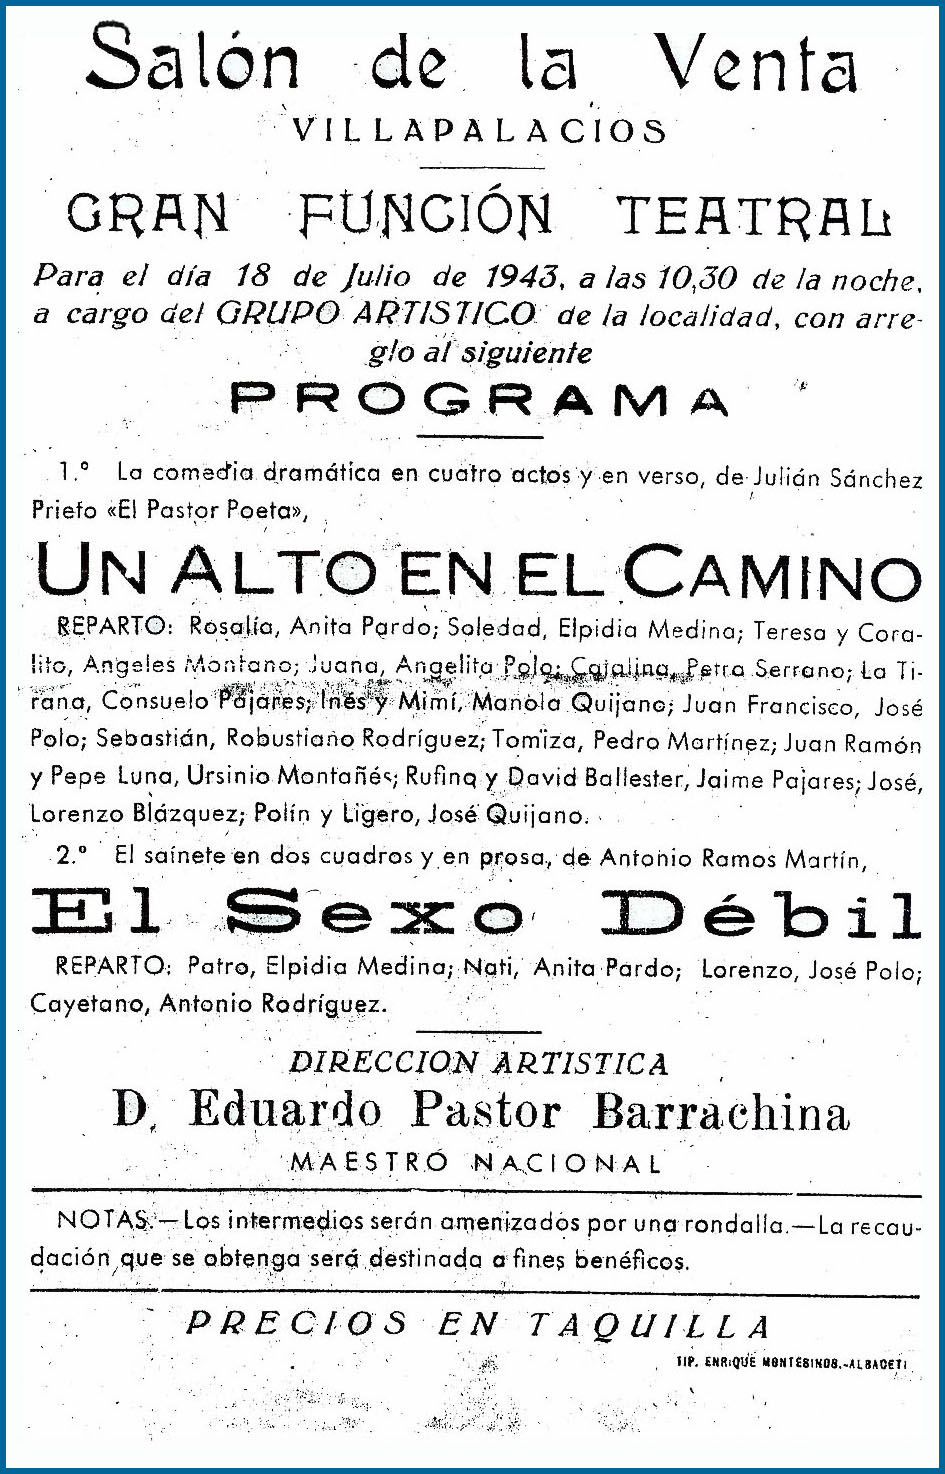 Salón de la Venta
VILLAPALACIOS
GRAN FUNCIÓN TEATRAL
Para el día 18 de Julio de 1943, a las 10,30 de la noche,
a cargo del GRUPO ARTISTICO de la localidad, con arre-
glo al siguiente
PROGRAMA
1.º La comedia dramática en cuatro actos y en verso, de Julián Sánchez
Prieto «El Pastor Poeta»,
UN ALTO EN EL CAMINO
REPARTO: Rosalía, Anita Pardo; Soledad, Elpidia Medina; Teresa y Cora-
lito, Angeles Montano; Juana, Angelita Polo; Catalina, Petra Serrano; La Ti-
rana, Consuelo Pajares; Inés y Mimí, Manola Quijano; Juan Francisco, José
Polo; Sebastián, Robustiano Rodríguez; Tomiza, Pedro Martínez; Juan Ramón
y Pepe Luna, Ursinio Montañés; Rufino y David Ballester, Jaime Pajares; José,
Lorenzo Blázquez; Polín y Ligero, José Quijano.
2.º El saínete en dos cuadros y en prosa, de Antonio Ramos Martín,
El Sexo Débil
REPARTO: Patro, Elpidia Medina; Nati, Anita Pardo; Lorenzo, José Polo;
Cayetano, Antonio Rodríguez.
DIRECCION ARTISTICA
D. Eduardo Pastor Barrachina
MAESTRO NACIONAL
NOTAS.—Los intermedios serán amenizados por una rondalla.—La recau-
dación que se obtenga será destinada a fines benéficos.
PRECIOS EN TAQUILLA
TIP. ENRIQUE MONTESINOS.-ALBACETE